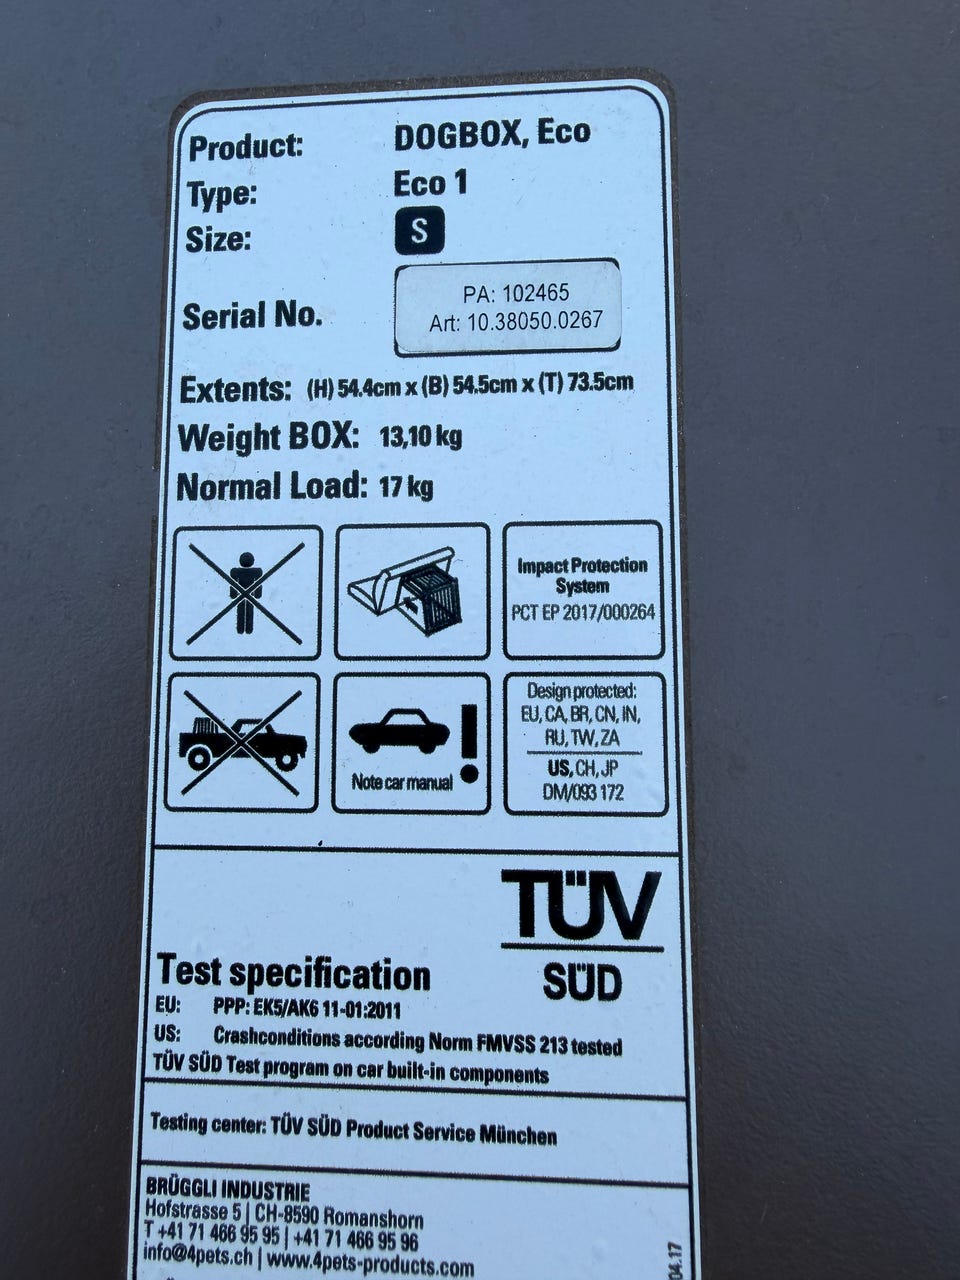 Product: DOGBOX, Eco
Type: Eco 1
Size: S
Serial No. PA: 102465
Art: 10.38050.0267
Extents: (H) 54.4cm x (B) 54.5cm x (T) 73.5cm
Weight BOX: 13,10 kg
Normal Load: 17 kg
Impact Protection
System
PCT EP 2017/000264
Note car manual
Design protected:
EU, CA, BR, CN, IN,
RU, TW, ZA
US, CH, JP
DM/093 172
TÜV
SÜD
Test specification
EU: PPP: EK5/AK6 11-01:2011
US: Crashconditions according Norm FMVSS 213 tested
TÜV SÜD Test program on car built-in components
Testing center: TÜV SÜD Product Service München
BRÜGGLI INDUSTRIE
Hofstrasse 5 | CH-8590 Romanshorn
T +41 71 466 95 95 | +41 71 466 95 96
info@4pets.ch | www.4pets-products.com
04.17